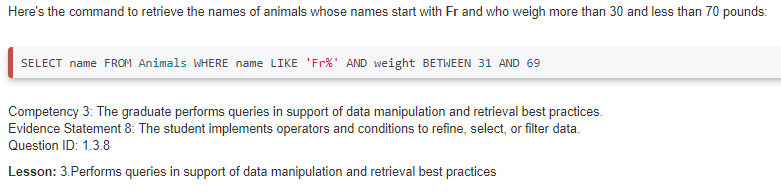 Here's the command to retrieve the names of animals whose names start with Fr and who weigh more than 30 and less than 70 pounds:
SELECT name FROM Animals WHERE name LIKE 'Fr%' AND weight BETWEEN 31 AND 69
Competency 3: The graduate performs queries in support of data manipulation and retrieval best practices.
Evidence Statement 8: The student implements operators and conditions to refine, select, or filter data.
Question ID: 1.3.8
Lesson: 3.Performs queries in support of data manipulation and retrieval best practices